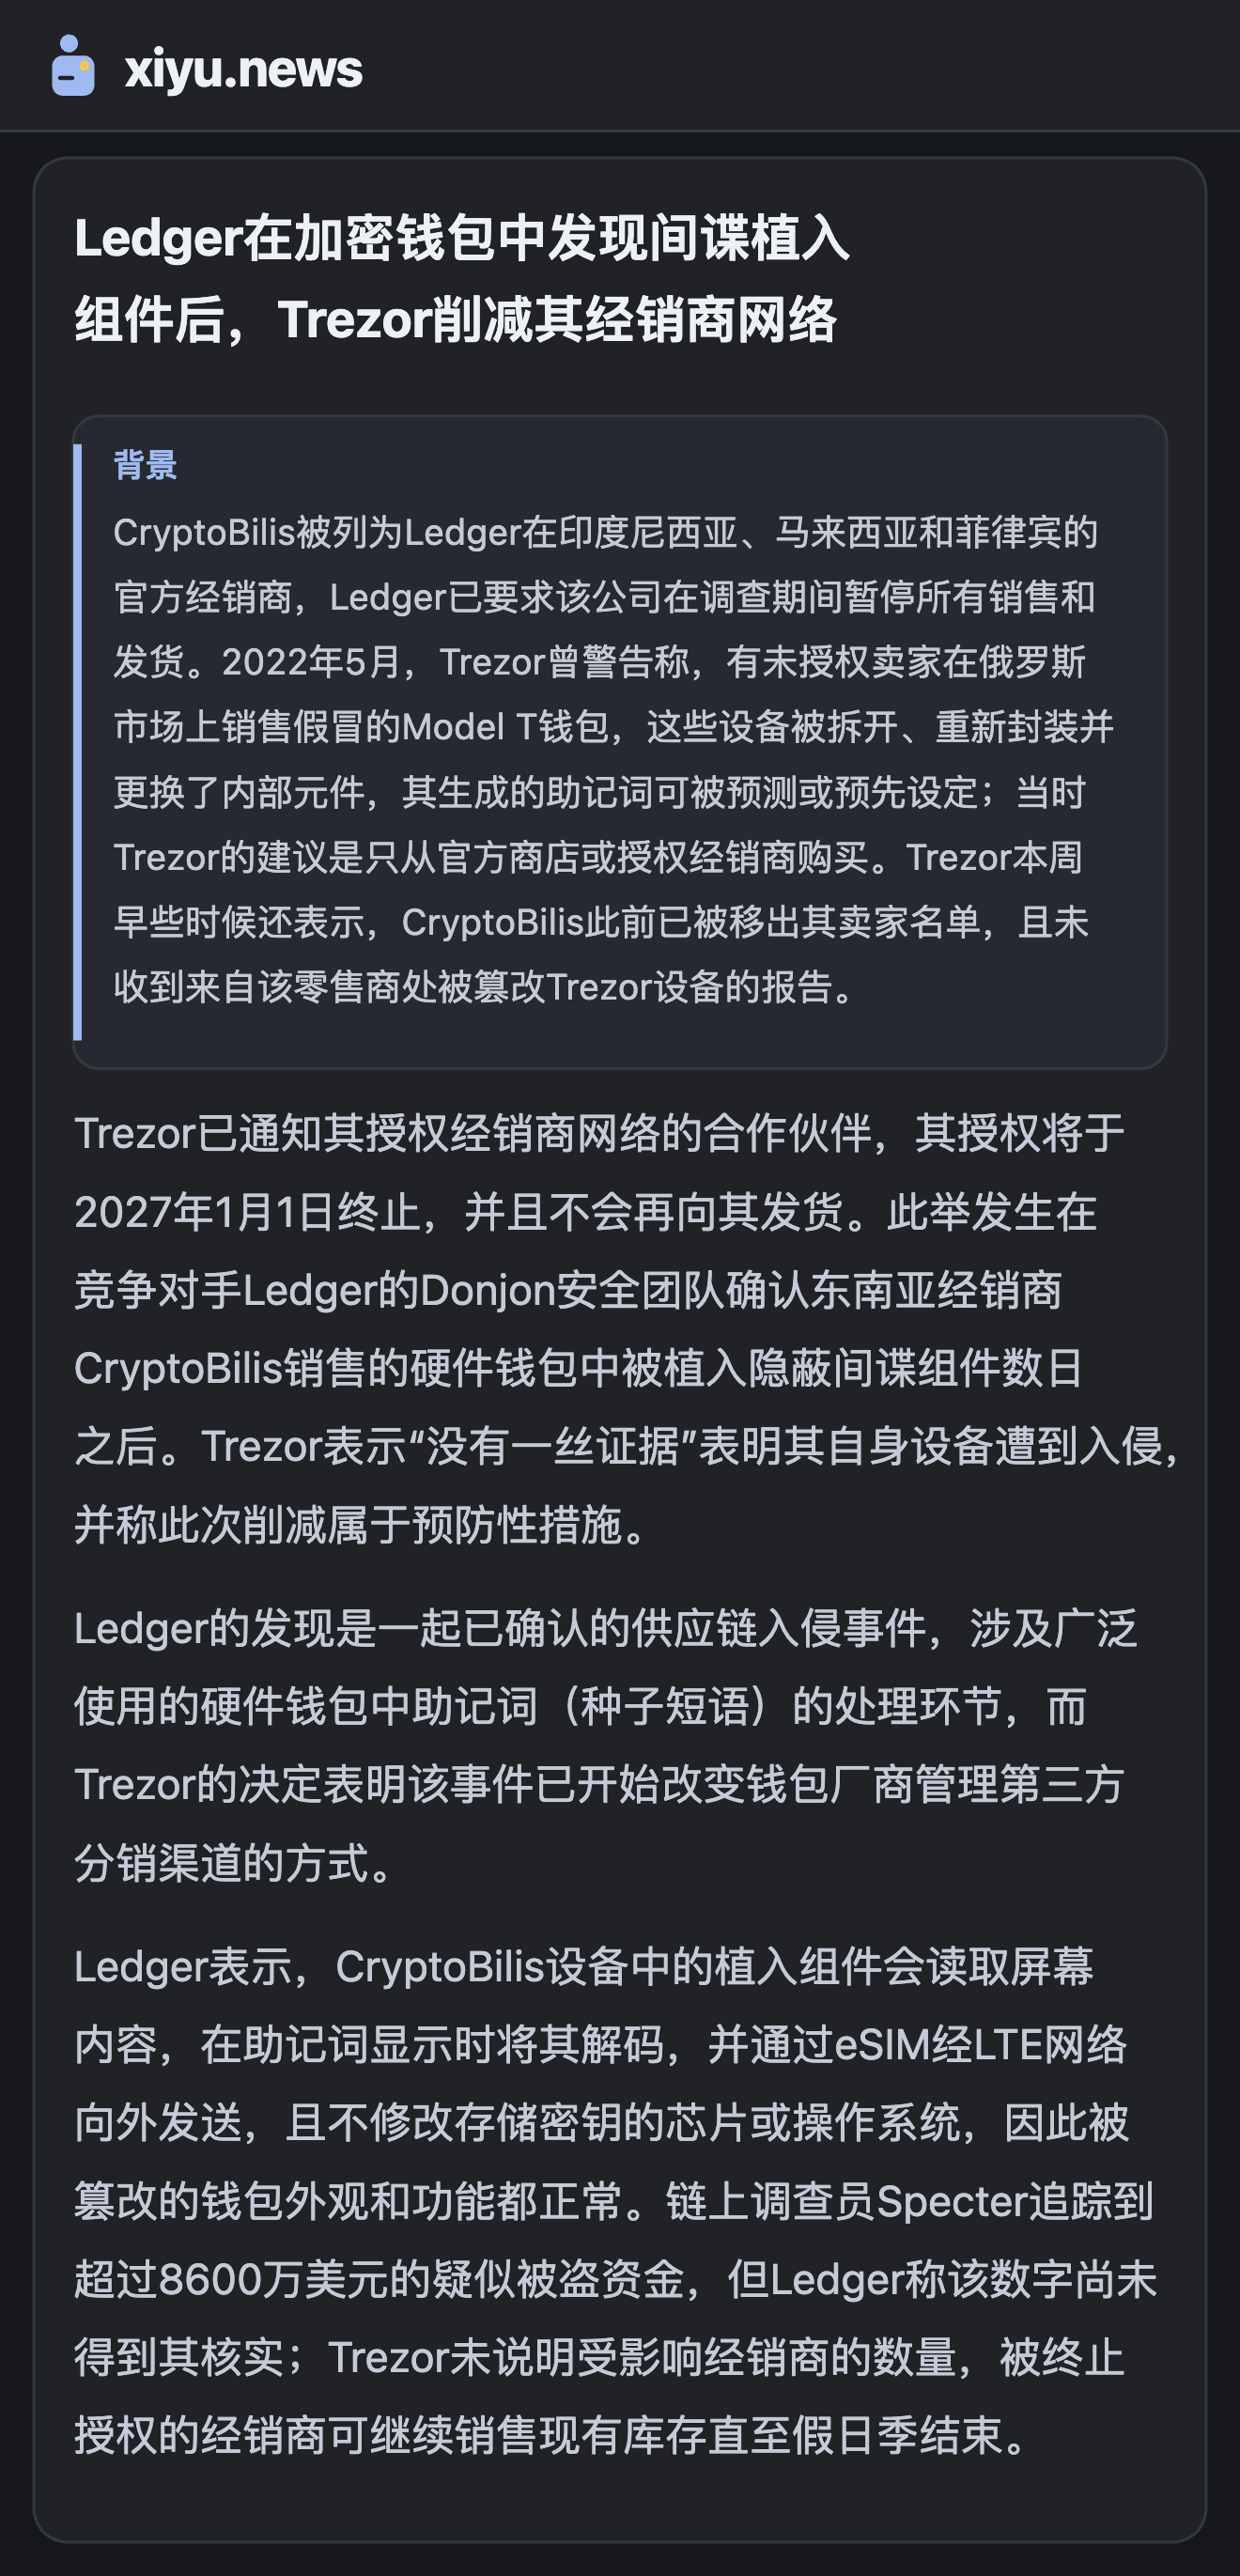 xiyu.news
Ledger在加密钱包中发现间谍植入
组件后，Trezor削减其经销商网络
背景
CryptoBilis被列为Ledger在印度尼西亚、马来西亚和菲律宾的
官方经销商，Ledger已要求该公司在调查期间暂停所有销售和
发货。2022年5月，Trezor曾警告称，有未授权卖家在俄罗斯
市场上销售假冒的Model T钱包，这些设备被拆开、重新封装并
更换了内部元件，其生成的助记词可被预测或预先设定；当时
Trezor的建议是只从官方商店或授权经销商购买。Trezor本周
早些时候还表示，CryptoBilis此前已被移出其卖家名单，且未
收到来自该零售商处被篡改Trezor设备的报告。
Trezor已通知其授权经销商网络的合作伙伴，其授权将于
2027年1月1日终止，并且不会再向其发货。此举发生在
竞争对手Ledger的Donjon安全团队确认东南亚经销商
CryptoBilis销售的硬件钱包中被植入隐蔽间谍组件数日
之后。Trezor表示“没有一丝证据”表明其自身设备遭到入侵，
并称此次削减属于预防性措施。
Ledger的发现是一起已确认的供应链入侵事件，涉及广泛
使用的硬件钱包中助记词（种子短语）的处理环节，而
Trezor的决定表明该事件已开始改变钱包厂商管理第三方
分销渠道的方式。
Ledger表示，CryptoBilis设备中的植入组件会读取屏幕
内容，在助记词显示时将其解码，并通过eSIM经LTE网络
向外发送，且不修改存储密钥的芯片或操作系统，因此被
篡改的钱包外观和功能都正常。链上调查员Specter追踪到
超过8600万美元的疑似被盗资金，但Ledger称该数字尚未
得到其核实；Trezor未说明受影响经销商的数量，被终止
授权的经销商可继续销售现有库存直至假日季结束。